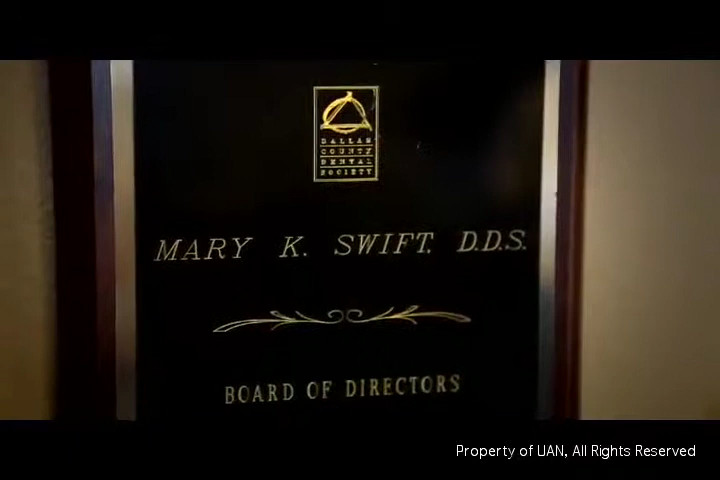 DALLAS
COUNTY
DENTAL
SOCIETY
MARY K. SWIFT. D.D.S.
BOARD OF DIRECTORS
Property of UAN, All Rights Reserved